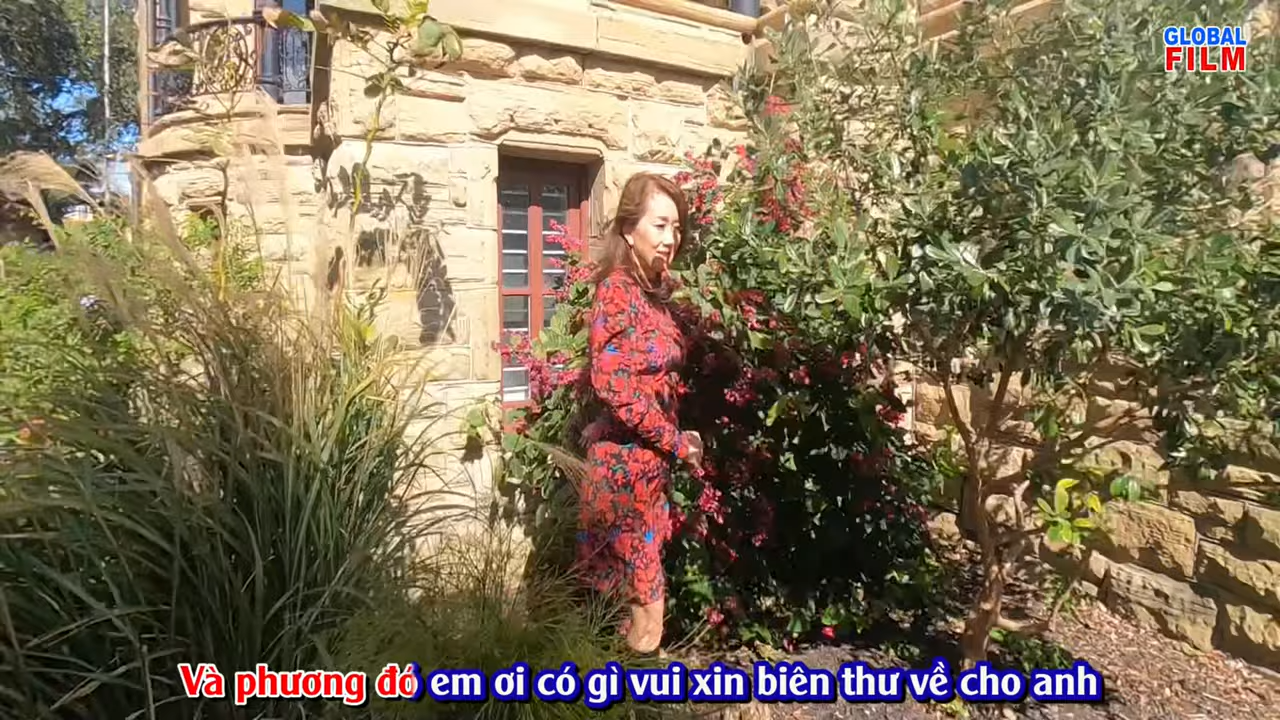 GLOBAL
FILM
Và phương đó em ơi có gì vui xin biên thư về cho anh